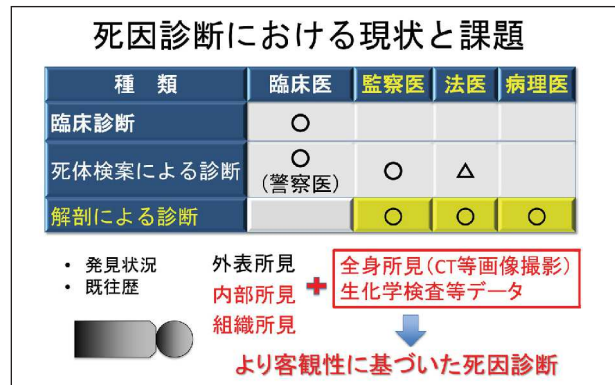 死因診断における現状と課題
種　類　臨床医　監察医　法医　病理医
臨床診断　○
死体検案による診断　○（警察医）　○　△
解剖による診断　○　○　○
・ 発見状況
・ 既往歴
外表所見
内部所見
組織所見
+
全身所見（CT等画像撮影）
生化学検査等データ
より客観性に基づいた死因診断